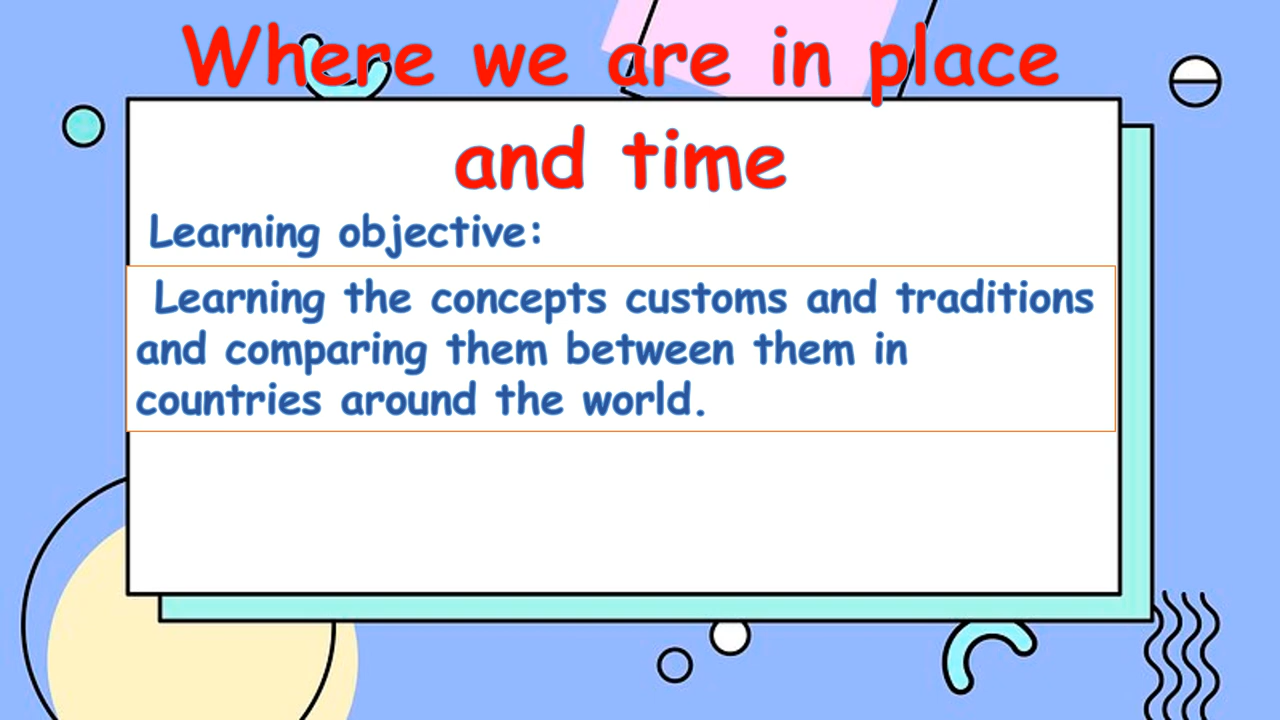 Where we are in place
and time
Learning objective:
Learning the concepts customs and traditions
and comparing them between them in
countries around the world.